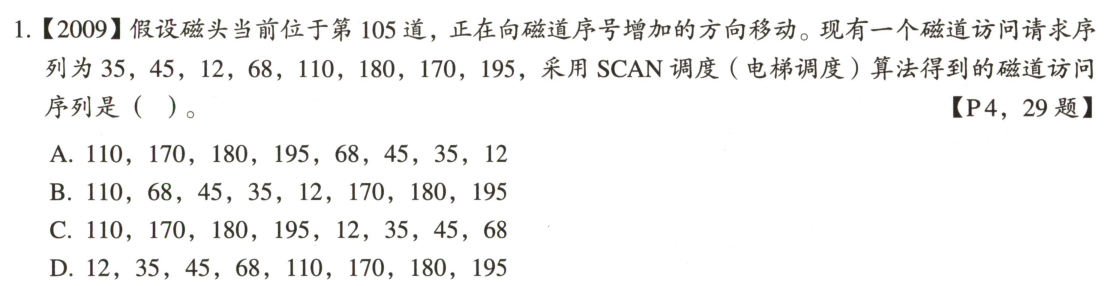 1.【2009】假设磁头当前位于第 105 道，正在向磁道序号增加的方向移动。现有一个磁道访问请求序
列为 35，45，12，68，110，180，170，195，采用 SCAN 调度（电梯调度）算法得到的磁道访问
序列是（ ）。 【P4，29 题】
A. 110，170，180，195，68，45，35，12
B. 110，68，45，35，12，170，180，195
C. 110，170，180，195，12，35，45，68
D. 12，35，45，68，110，170，180，195